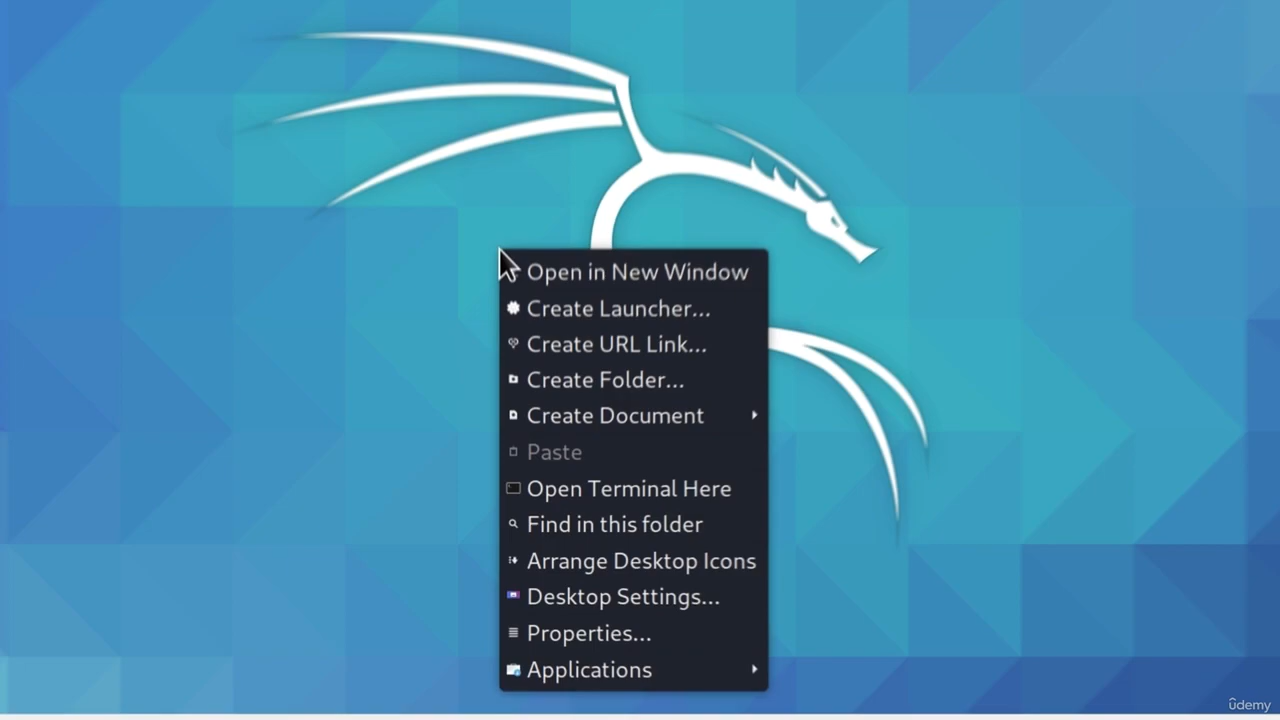 Open in New Window
Create Launcher...
Create URL Link...
Create Folder...
Create Document
Paste
Open Terminal Here
Find in this folder
Arrange Desktop Icons
Desktop Settings...
Properties...
Applications
ûdemy